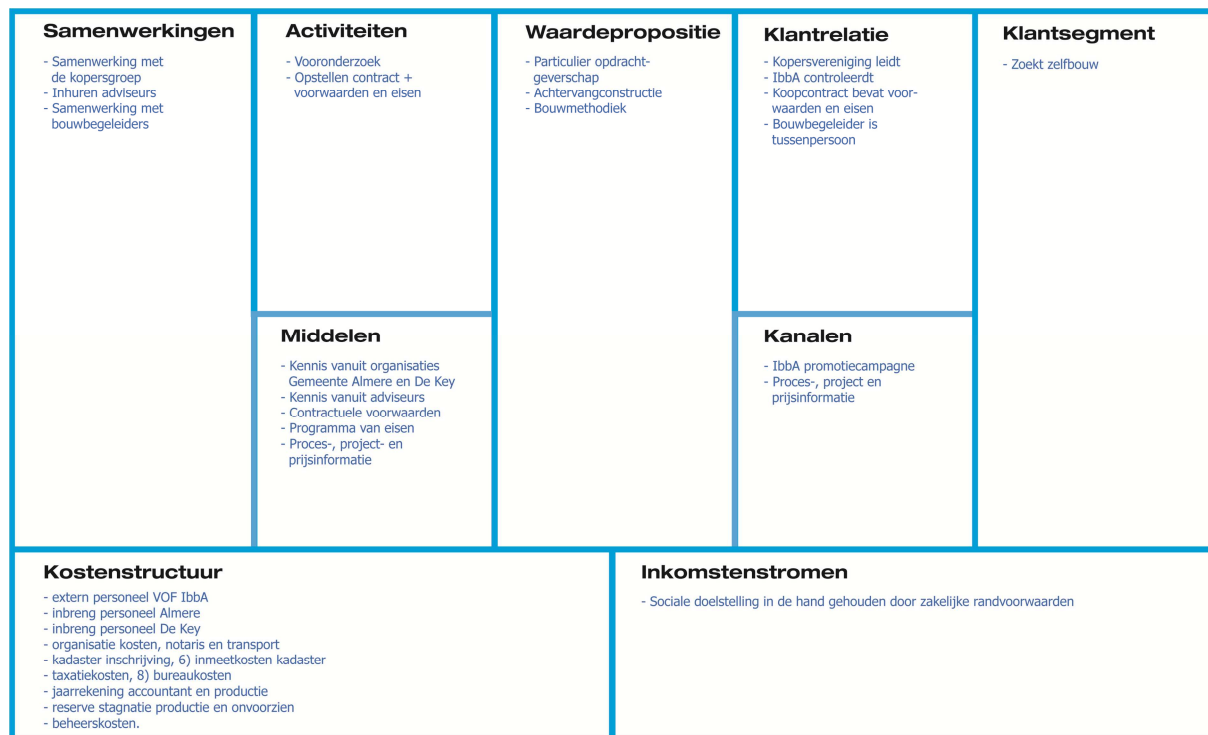 Samenwerkingen
- Samenwerking met
de kopersgroep
- Inhuren adviseurs
- Samenwerking met
bouwbegeleiders
Activiteiten
- Vooronderzoek
- Opstellen contract +
voorwaarden en eisen
Middelen
- Kennis vanuit organisaties
Gemeente Almere en De Key
- Kennis vanuit adviseurs
- Contractuele voorwaarden
- Programma van eisen
- Proces-, project- en
prijsinformatie
Waardepropositie
- Particulier opdracht-
geverschap
- Achtervangconstructie
- Bouwmethodiek
Klantrelatie
- Kopersvereniging leidt
- IbbA controleerdt
- Koopcontract bevat voor-
waarden en eisen
- Bouwbegeleider is
tussenpersoon
Kanalen
- IbbA promotiecampagne
- Proces-, project en
prijsinformatie
Klantsegment
- Zoekt zelfbouw
Kostenstructuur
- extern personeel VOF IbbA
- inbreng personeel Almere
- inbreng personeel De Key
- organisatie kosten, notaris en transport
- kadaster inschrijving, 6) inmeetkosten kadaster
- taxatiekosten, 8) bureaukosten
- jaarrekening accountant en productie
- reserve stagnatie productie en onvoorzien
- beheerskosten.
Inkomstenstromen
- Sociale doelstelling in de hand gehouden door zakelijke randvoorwaarden